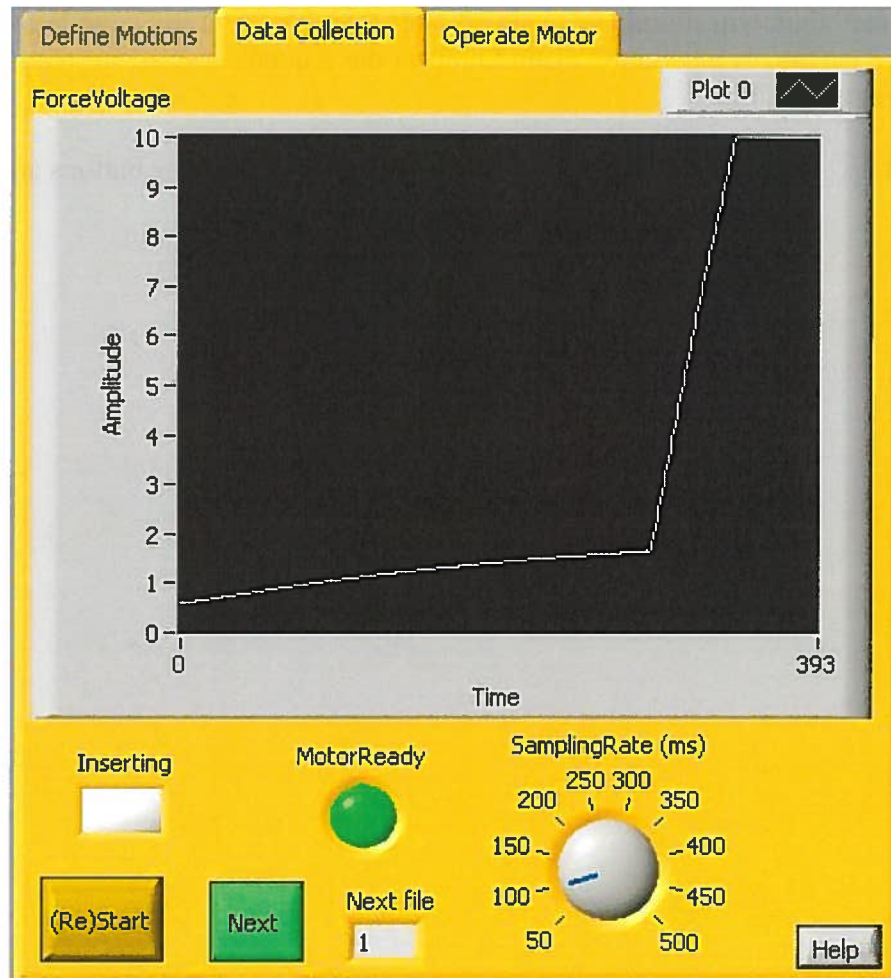 Define Motions
Data Collection
Operate Motor
ForceVoltage
Plot 0
10
9
8
7
6
5
4
3
2
1
0
Amplitude
0
393
Time
Inserting
MotorReady
SamplingRate (ms)
50
100
150
200
250
300
350
400
450
500
(Re)Start
Next
Next file
1
Help